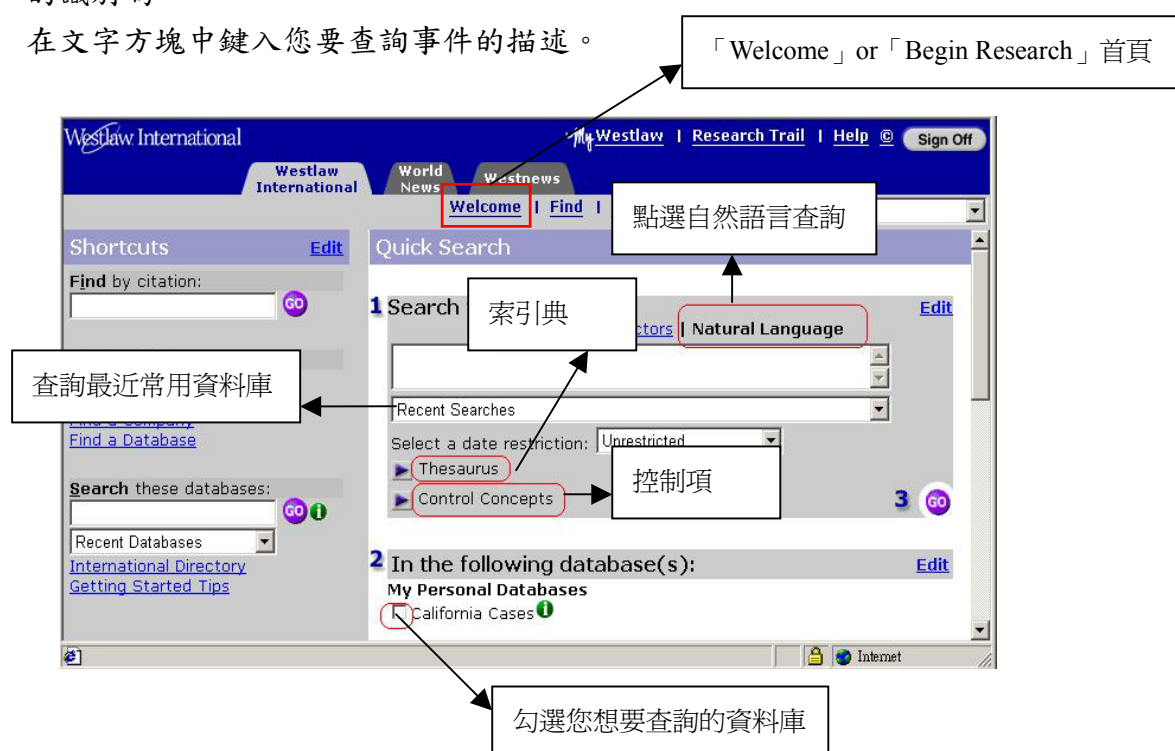 在文字方塊中鍵入您要查詢事件的描述。
「Welcome」or「Begin Research」首頁
Westlaw International
My Westlaw | Research Trail | Help © Sign Off
Westlaw International
World News
Westnews
Welcome | Find |
點選自然語言查詢
Shortcuts Edit
Quick Search
Find by citation:
GO
1 Search
索引典
Edit
ctors | Natural Language
查詢最近常用資料庫
Recent Searches
Find a Company
Find a Database
Select a date restriction: Unrestricted
Thesaurus
Control Concepts
控制項
3 GO
Search these databases:
GO
Recent Databases
International Directory
Getting Started Tips
2 In the following database(s): Edit
My Personal Databases
California Cases
Internet
勾選您想要查詢的資料庫